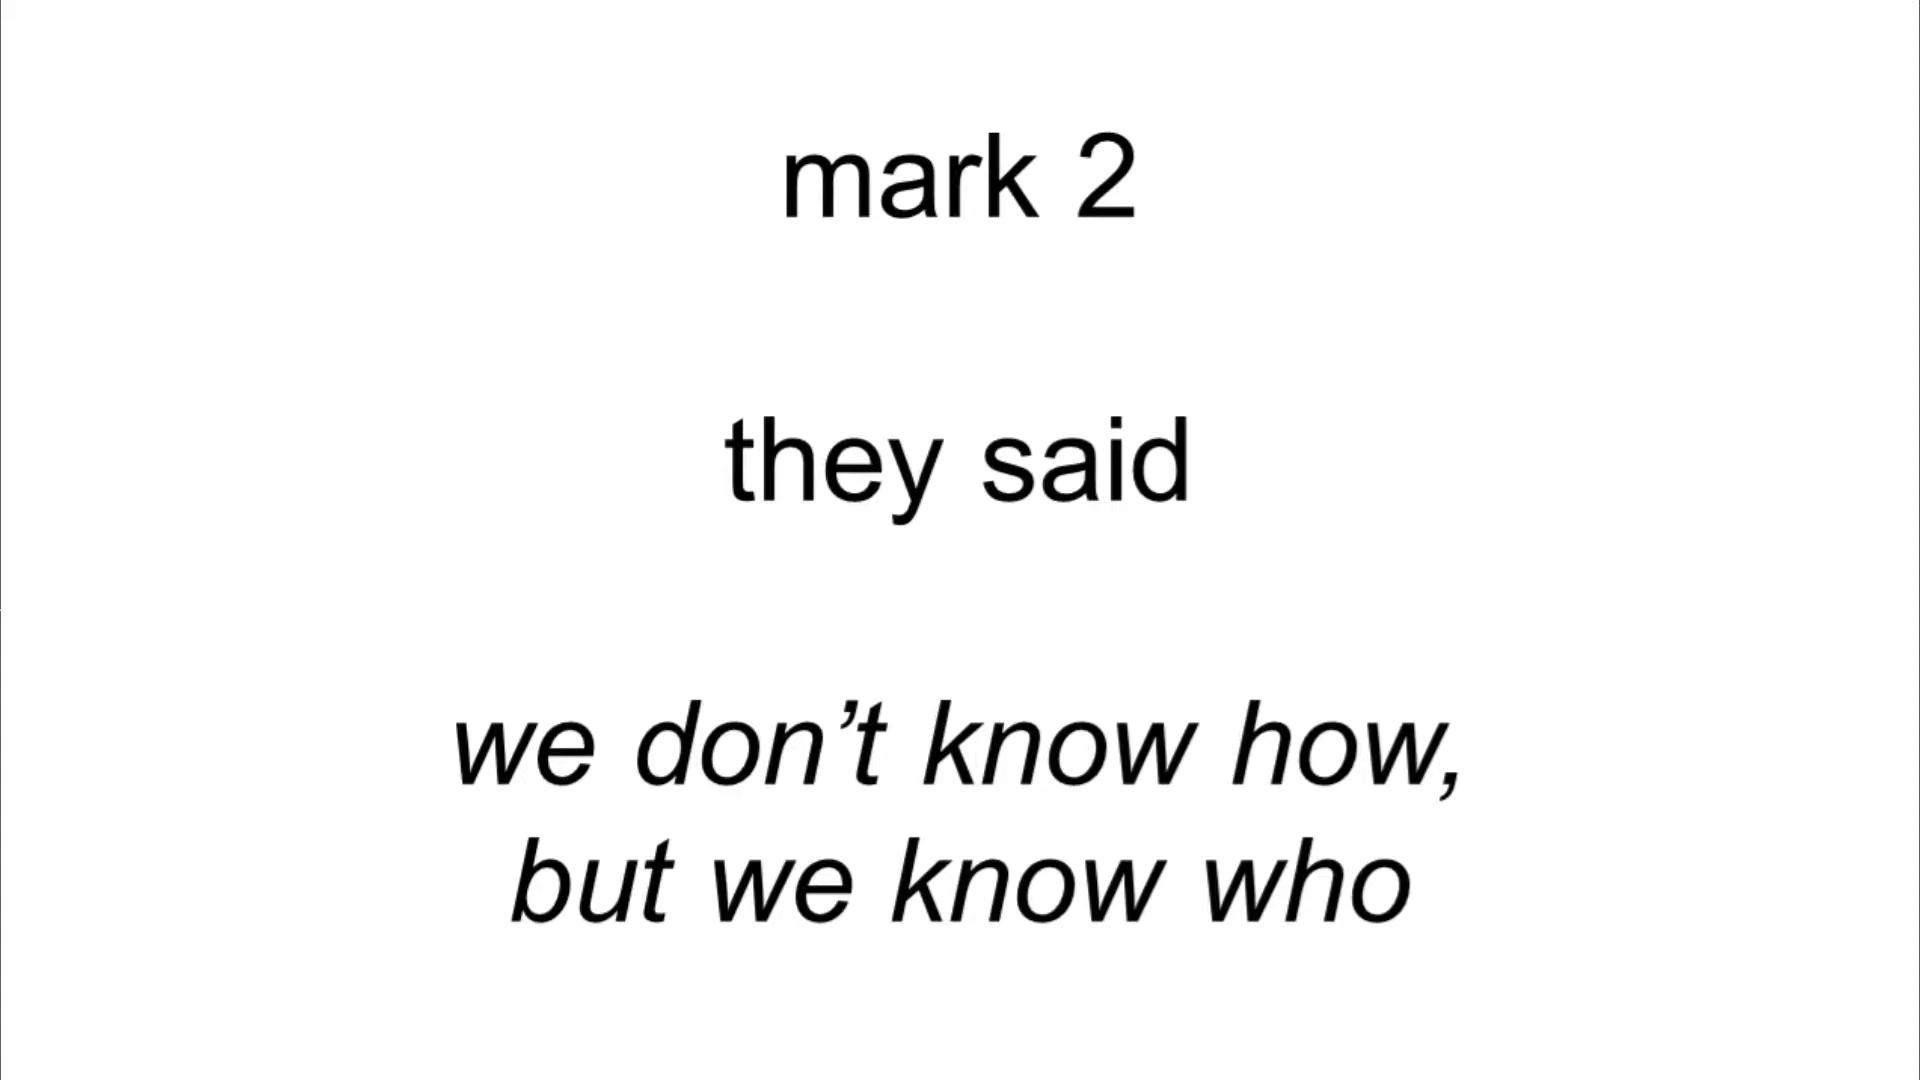 mark 2
they said
we don’t know how,
but we know who